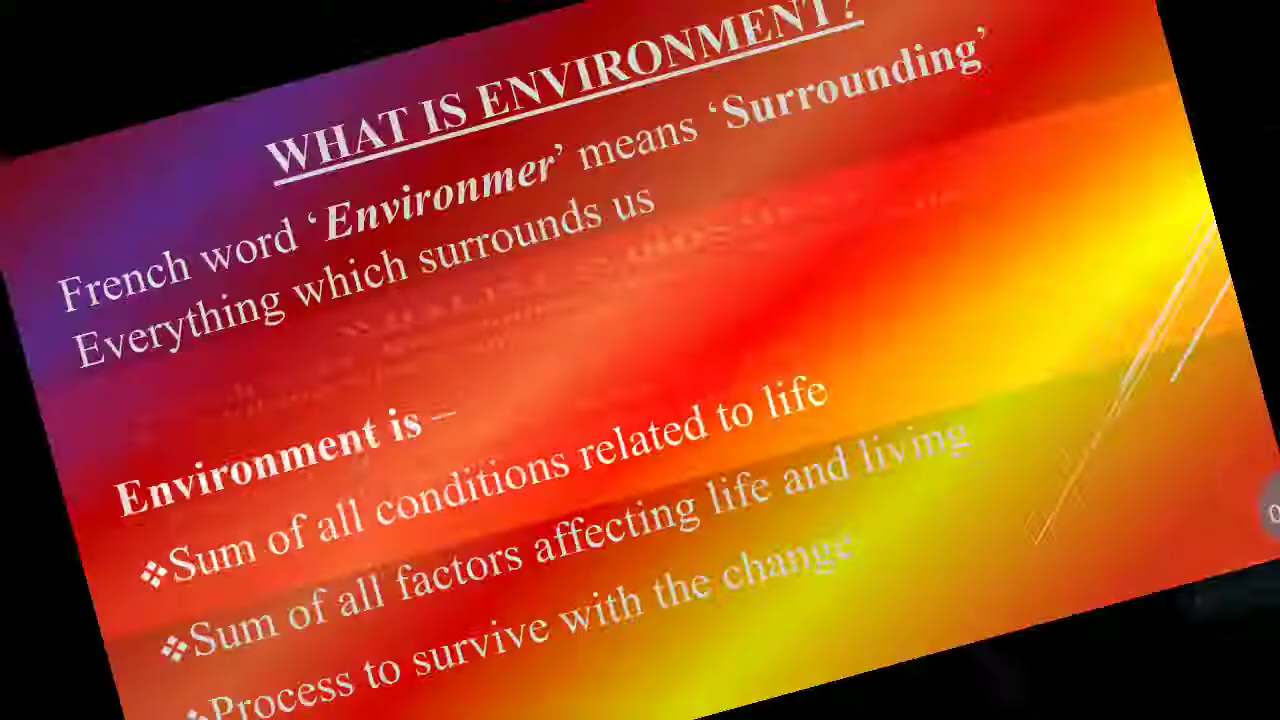 WHAT IS ENVIRONMENT?
French word ‘Environmer’ means ‘Surrounding’
Everything which surrounds us
Environment is –
❖Sum of all conditions related to life
❖Sum of all factors affecting life and living
❖Process to survive with the change